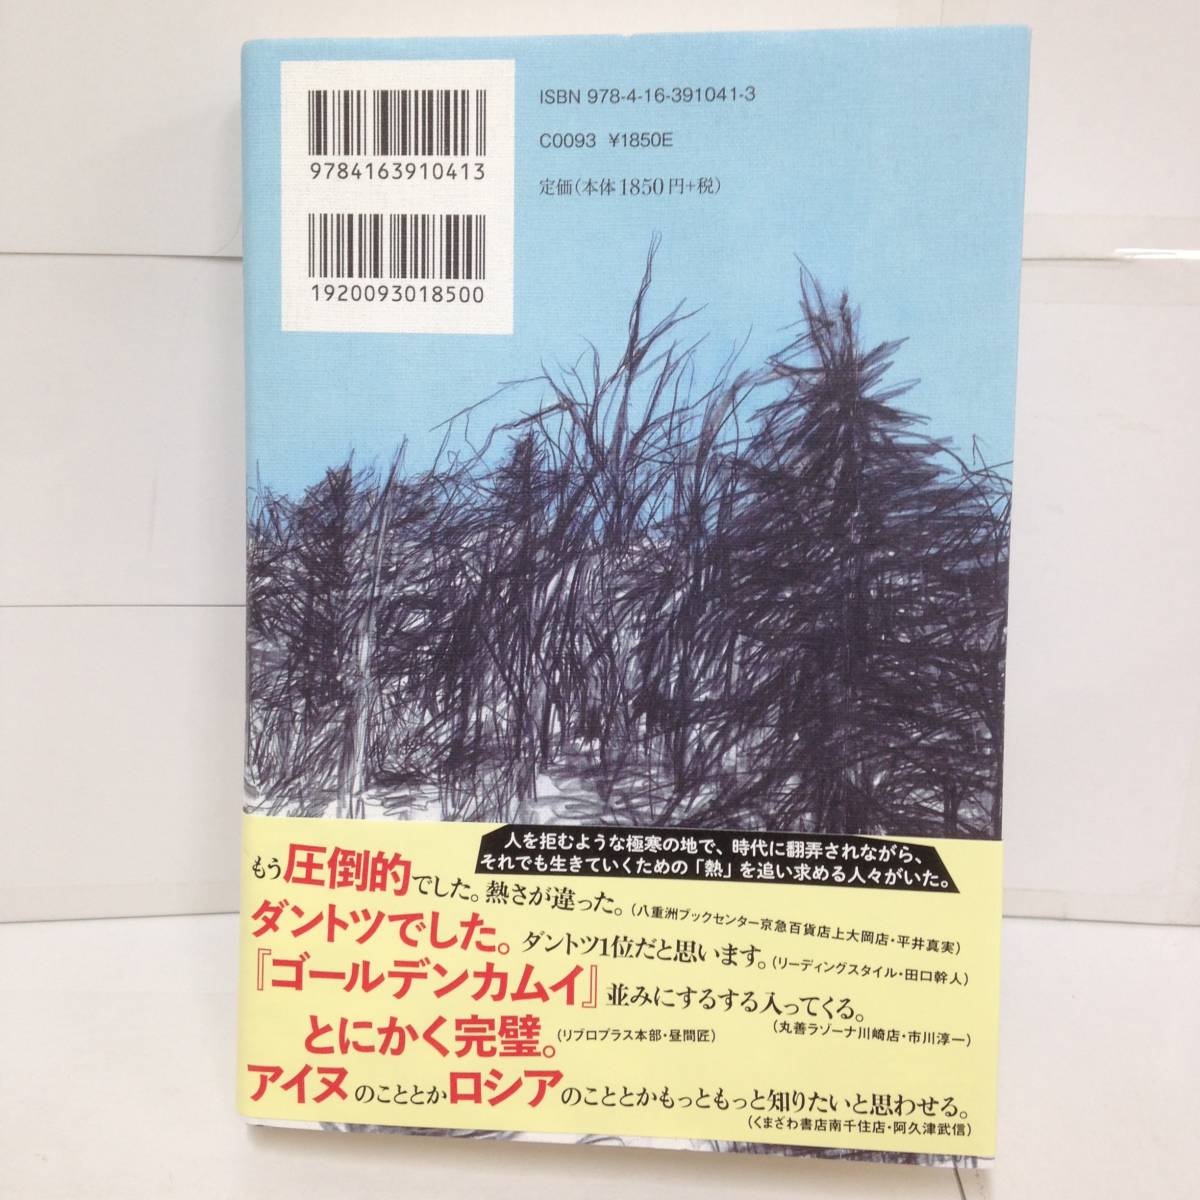 ISBN 978-4-16-391041-3
C0093 ¥1850E
定価(本体1850円+税)
9784163910413
1920093018500
人を拒むような極寒の地で、時代に翻弄されながら、
それでも生きていくための「熱」を追い求める人々がいた。
もう圧倒的でした。熱さが違った。(八重洲ブックセンター京急百貨店上大岡店・平井真実)
ダントツでした。ダントツ1位だと思います。(リーディングスタイル・田口幹人)
『ゴールデンカムイ』並みにするする入ってくる。
(丸善ラゾーナ川崎店・市川淳一)
とにかく完璧。(リブロプラス本部・昼間匠)
アイヌのこととかロシアのこととかもっともっと知りたいと思わせる。
(くまざわ書店南千住店・阿久津武信)